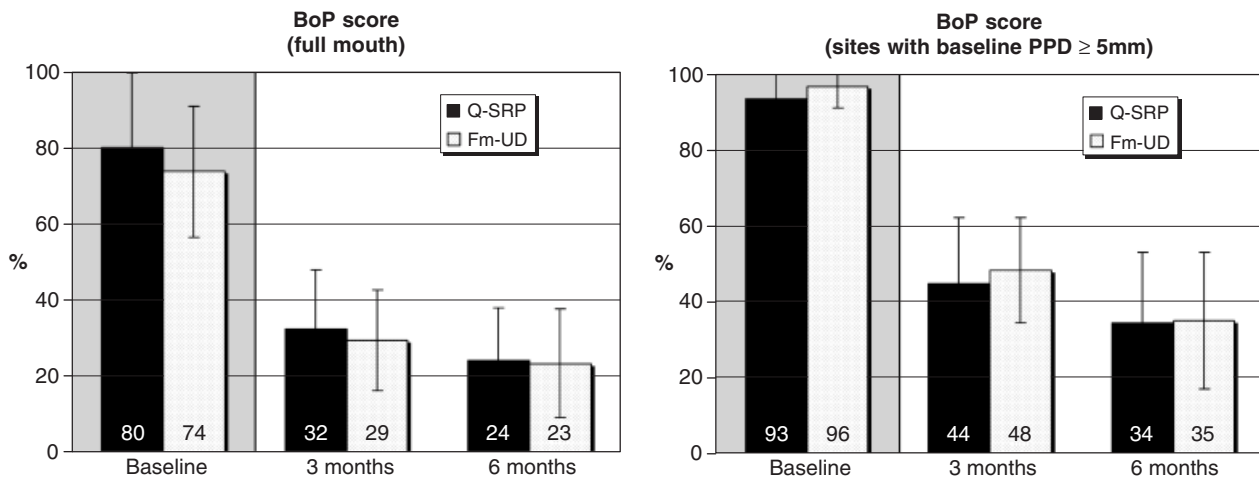 BoP score
(full mouth)
100
80
60
%
40
20
0
Q-SRP
Fm-UD
80 74 32 29 24 23
Baseline 3 months 6 months
BoP score
(sites with baseline PPD ≥ 5mm)
100
80
60
%
40
20
0
Q-SRP
Fm-UD
93 96 44 48 34 35
Baseline 3 months 6 months